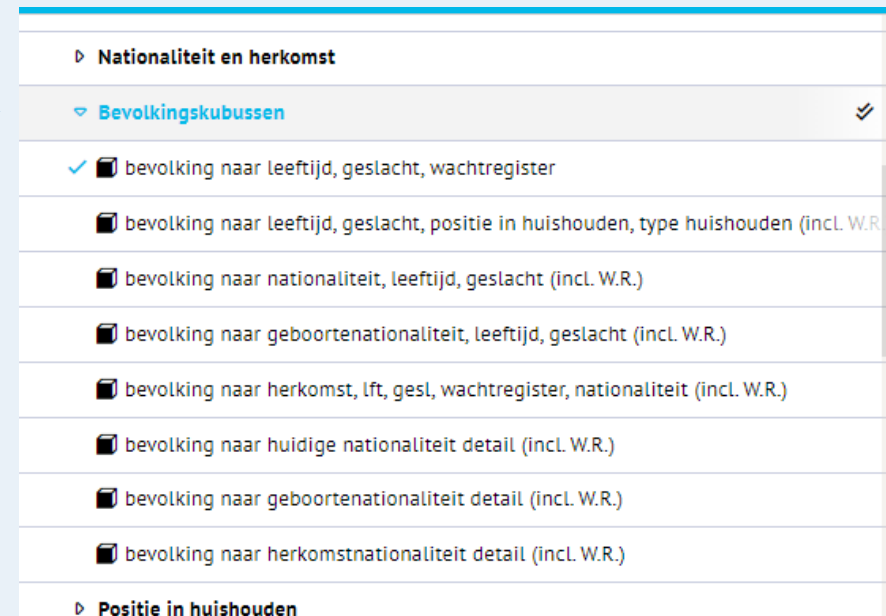 Nationaliteit en herkomst
Bevolkingskubussen
bevolking naar leeftijd, geslacht, wachtregister
bevolking naar leeftijd, geslacht, positie in huishouden, type huishouden (incl. W.R
bevolking naar nationaliteit, leeftijd, geslacht (incl. W.R.)
bevolking naar geboortenationaliteit, leeftijd, geslacht (incl. W.R.)
bevolking naar herkomst, lft, gesl, wachtregister, nationaliteit (incl. W.R.)
bevolking naar huidige nationaliteit detail (incl. W.R.)
bevolking naar geboortenationaliteit detail (incl. W.R.)
bevolking naar herkomstnationaliteit detail (incl. W.R.)
Positie in huishouden